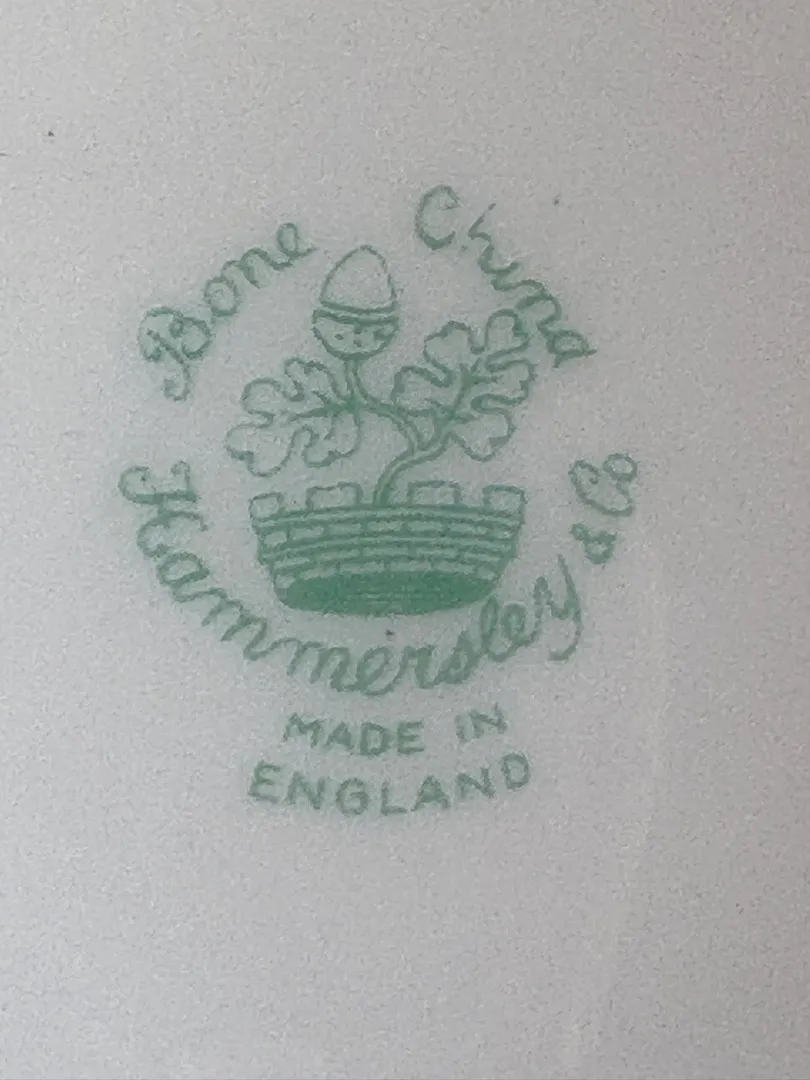 Bone China
Hammersley & Co
MADE IN
ENGLAND